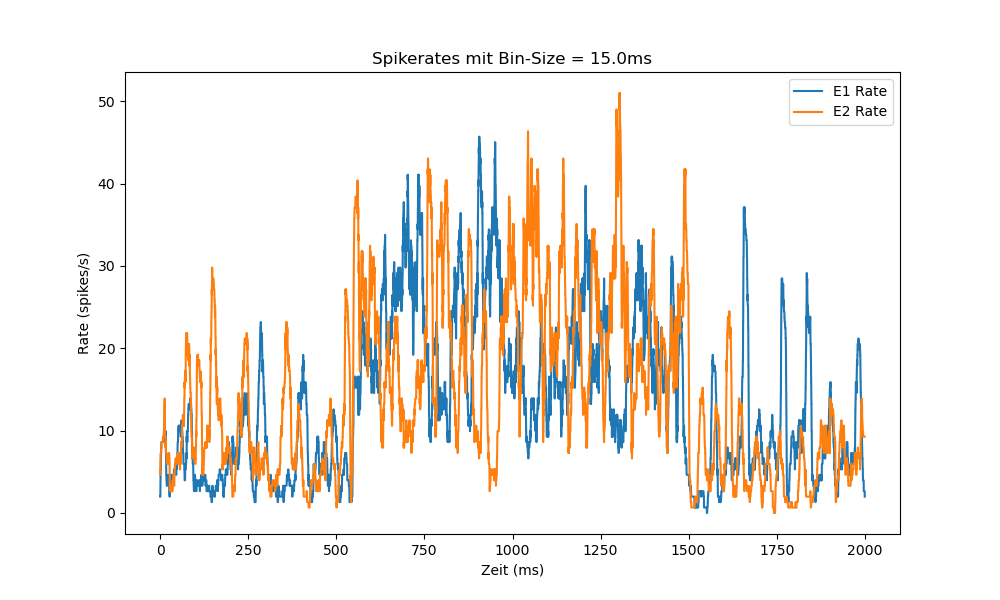 Spikerates mit Bin-Size = 15.0ms
E1 Rate
E2 Rate
Rate (spikes/s)
50
40
30
20
10
0
0 250 500 750 1000 1250 1500 1750 2000
Zeit (ms)